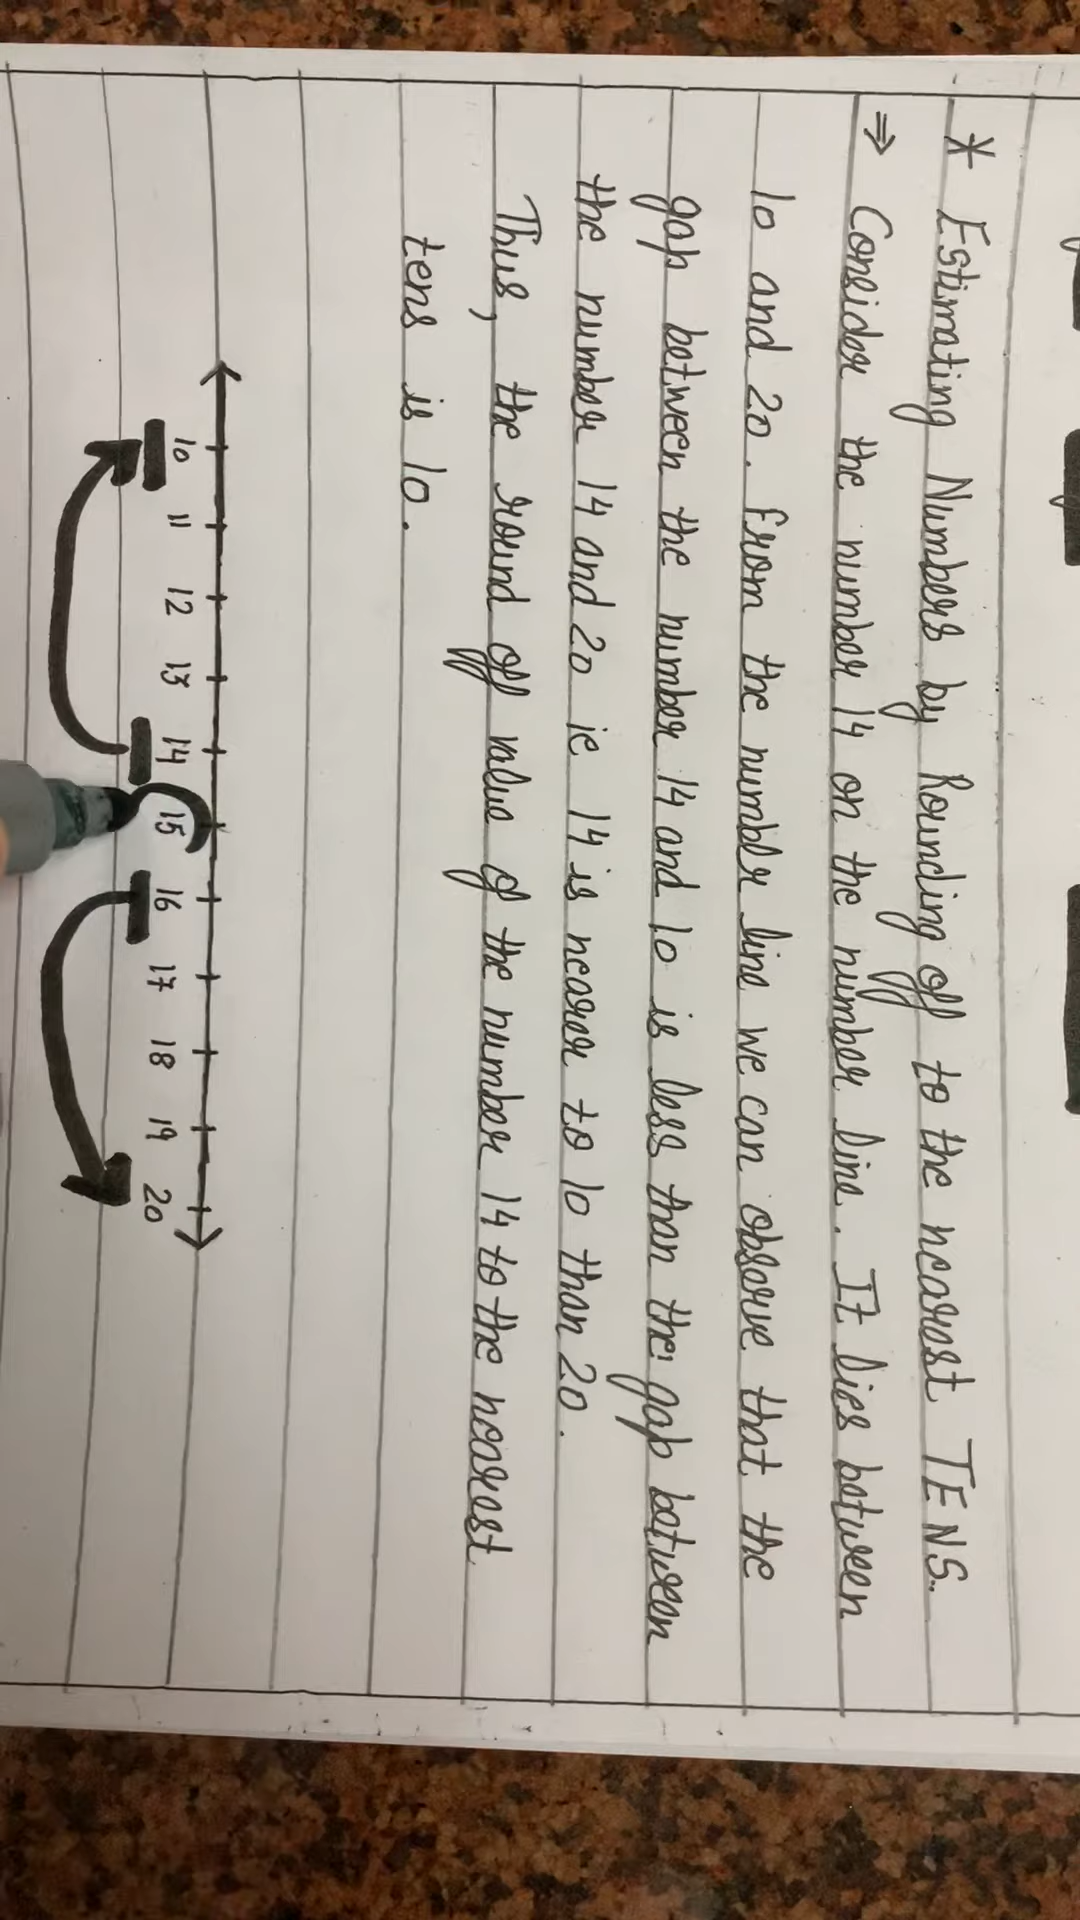 * Estimating Numbers by Rounding off to the nearest TENS.
⇒ Consider the number 14 on the number line. It lies between
10 and 20. From the number line we can observe that the
gap between the number 14 and 10 is less than the gap between
the number 14 and 20 ie 14 is nearer to 10 than 20.
Thus, the round off value of the number 14 to the nearest
tens is 10.
10 11 12 13 14 15 16 17 18 19 20